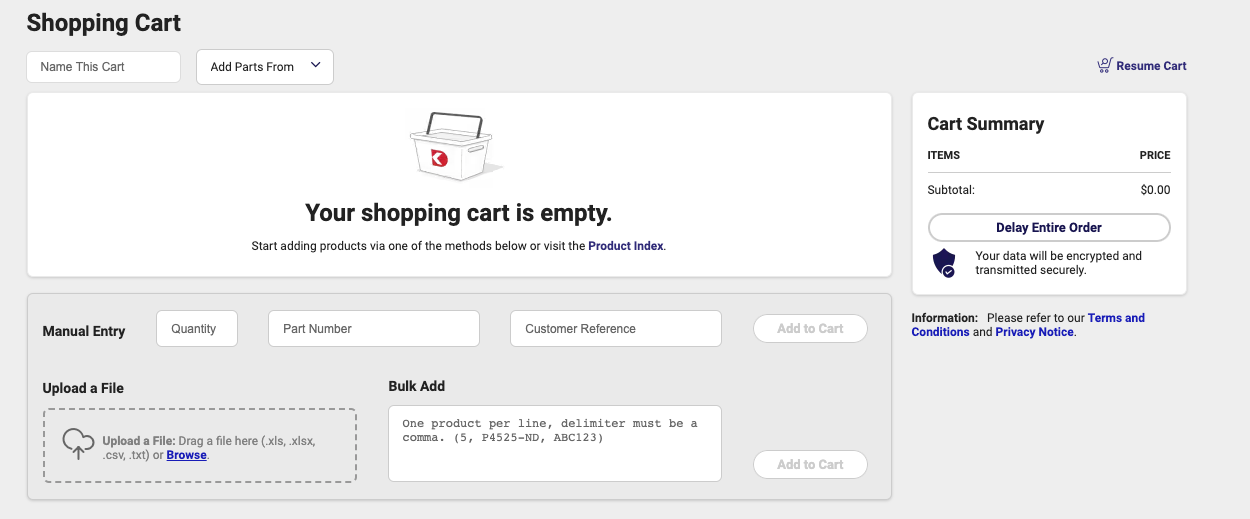 Shopping Cart
Name This Cart
Add Parts From
Resume Cart
Your shopping cart is empty.
Start adding products via one of the methods below or visit the Product Index.
Cart Summary
ITEMS PRICE
Subtotal: $0.00
Delay Entire Order
Your data will be encrypted and
transmitted securely.
Information: Please refer to our Terms and
Conditions and Privacy Notice.
Manual Entry
Quantity
Part Number
Customer Reference
Add to Cart
Upload a File
Upload a File: Drag a file here (.xls, .xlsx,
.csv, .txt) or Browse.
Bulk Add
One product per line, delimiter must be a
comma. (5, P4525-ND, ABC123)
Add to Cart